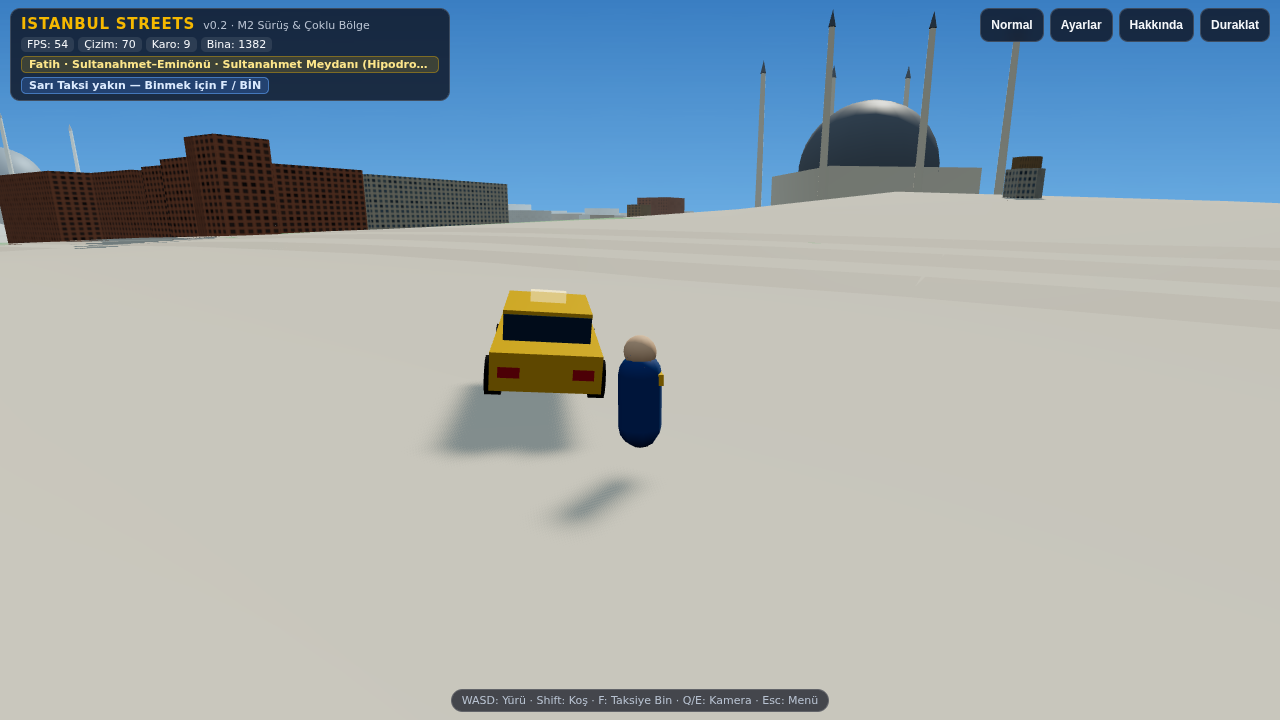 ISTANBUL STREETS v0.2 · M2 Sürüş & Çoklu Bölge
FPS: 54 Çizim: 70 Karo: 9 Bina: 1382
Fatih · Sultanahmet–Eminönü · Sultanahmet Meydanı (Hipodro...
Sarı Taksi yakın — Binmek için F / BİN
Normal Ayarlar Hakkında Duraklat
WASD: Yürü · Shift: Koş · F: Taksiye Bin · Q/E: Kamera · Esc: Menü